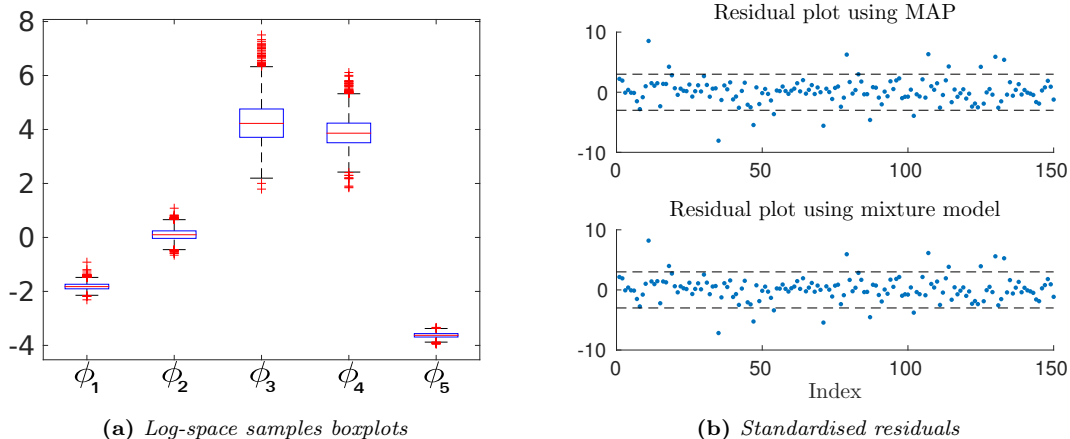 8
6
4
2
0
-2
-4
ϕ1 ϕ2 ϕ3 ϕ4 ϕ5
(a) Log-space samples boxplots
Residual plot using MAP
10
0
-10
0 50 100 150
Residual plot using mixture model
10
0
-10
0 50 100 150
Index
(b) Standardised residuals